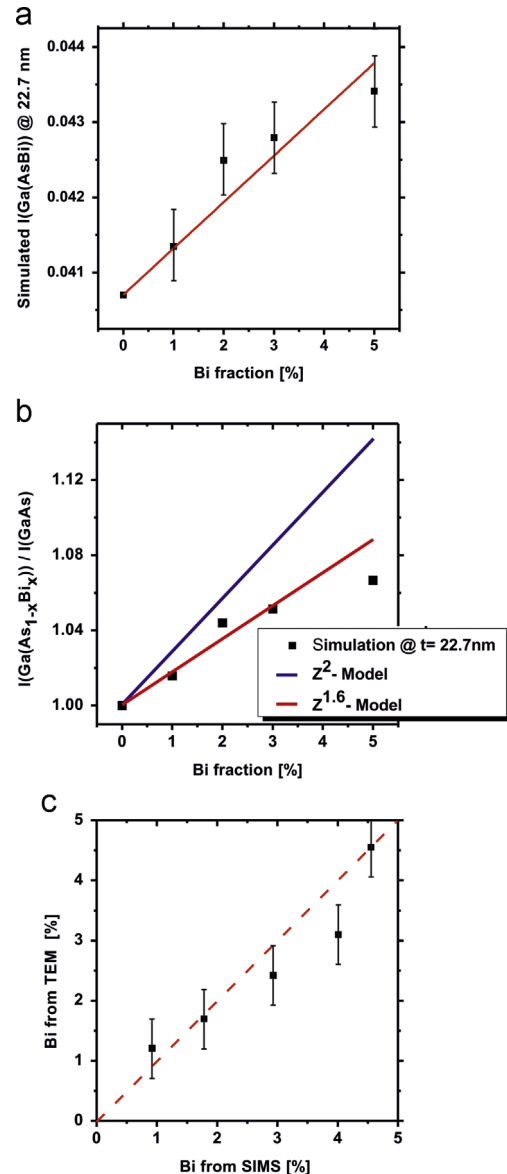 a
Simulated I(Ga(AsBi)) @ 22.7 nm
0.044
0.043
0.042
0.041
0 1 2 3 4 5
Bi fraction [%]
b
I(Ga(As₁₋ₓBiₓ)) / I(GaAs)
1.12
1.08
1.04
1.00
Simulation @ t= 22.7nm
Z²- Model
Z¹·⁶- Model
0 1 2 3 4 5
Bi fraction [%]
c
Bi from TEM [%]
5
4
3
2
1
0
0 1 2 3 4 5
Bi from SIMS [%]